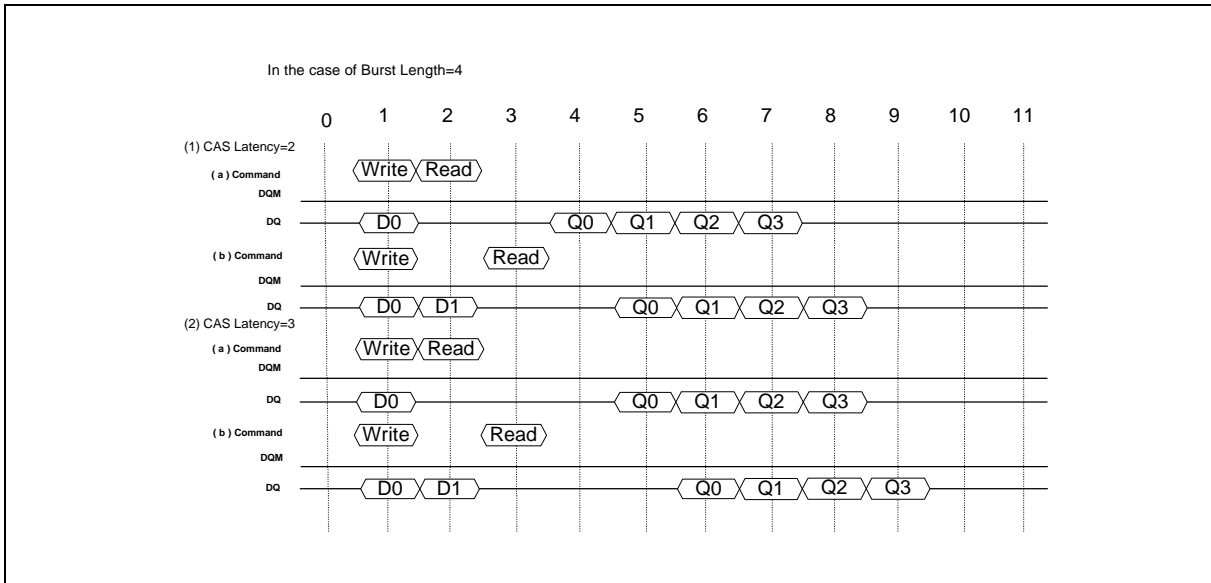 In the case of Burst Length=4
0 1 2 3 4 5 6 7 8 9 10 11
(1) CAS Latency=2
( a ) Command Write Read
DQM
DQ D0 Q0 Q1 Q2 Q3
( b ) Command Write Read
DQM
DQ D0 D1 Q0 Q1 Q2 Q3
(2) CAS Latency=3
( a ) Command Write Read
DQM
DQ D0 Q0 Q1 Q2 Q3
( b ) Command Write Read
DQM
DQ D0 D1 Q0 Q1 Q2 Q3